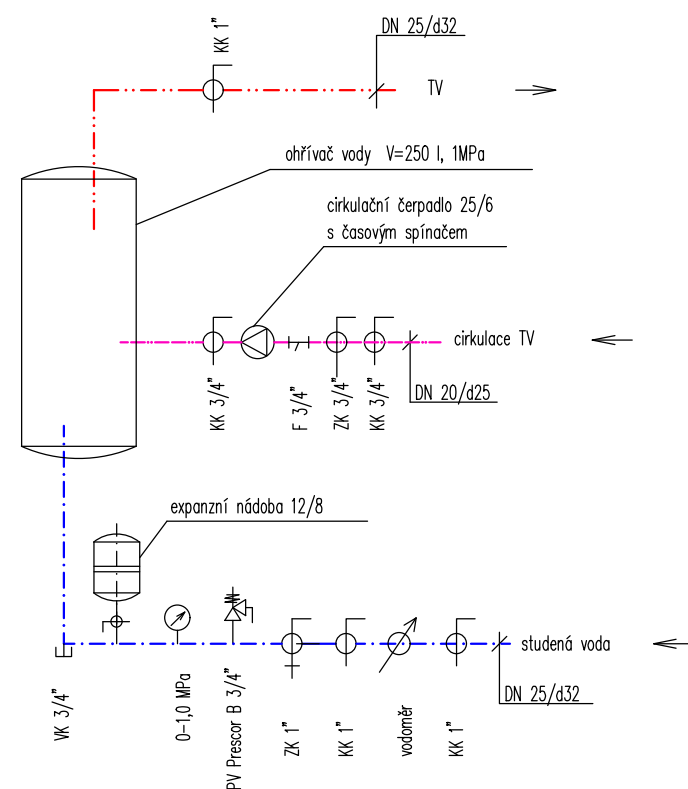 DN 25/d32
KK 1"
TV
ohřívač vody V=250 l, 1MPa
cirkulační čerpadlo 25/6
s časovým spínačem
cirkulace TV
KK 3/4"
F 3/4"
ZK 3/4"
KK 3/4"
DN 20/d25
expanzní nádoba 12/8
studená voda
VK 3/4"
0-1,0 MPa
PV Prescor B 3/4"
ZK 1"
KK 1"
vodoměr
KK 1"
DN 25/d32